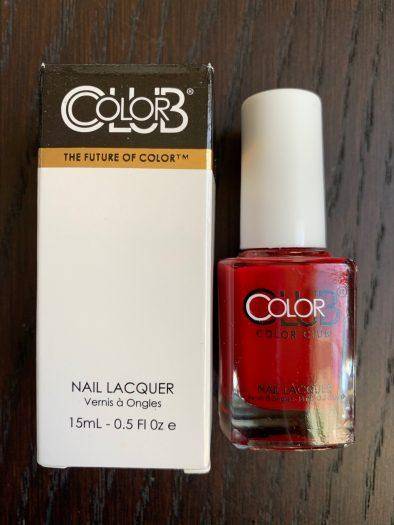 COLOR
CLUB®
THE FUTURE OF COLOR™
NAIL LACQUER
Vernis à Ongles
15mL - 0.5 Fl Oz e
COLOR
CLUB®
COLOR CLUB
NAIL LACQUER